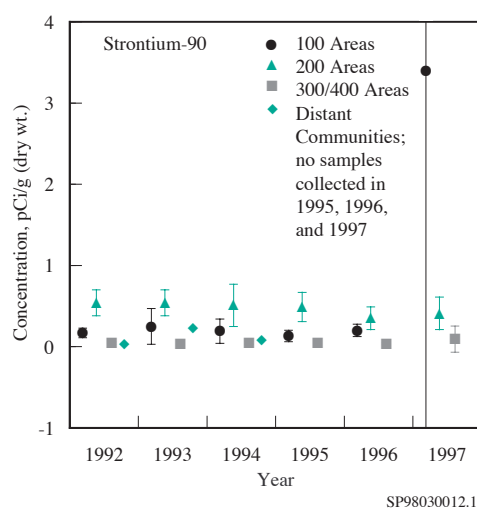 Strontium-90
100 Areas
200 Areas
300/400 Areas
Distant
Communities;
no samples
collected in
1995, 1996,
and 1997
Concentration, pCi/g (dry wt.)
4
3
2
1
0
-1
1992 1993 1994 1995 1996 1997
Year
SP98030012.1